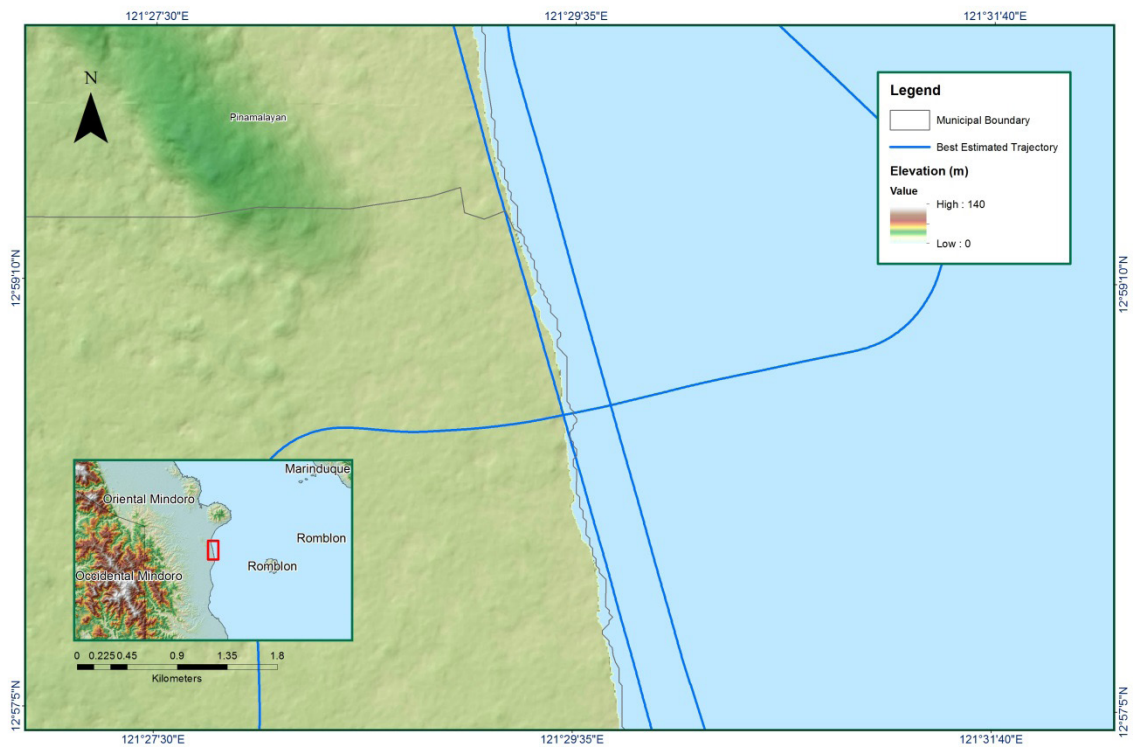 121°27'30"E 121°29'35"E 121°31'40"E
N
Pinamalayan
Legend
Municipal Boundary
Best Estimated Trajectory
Elevation (m)
Value
High : 140
Low : 0
12°59'10"N 12°59'10"N
Marinduque
Oriental Mindoro
Romblon
Romblon
Occidental Mindoro
0 0.225 0.45 0.9 1.35 1.8
Kilometers
12°57'5"N 12°57'5"N
121°27'30"E 121°29'35"E 121°31'40"E